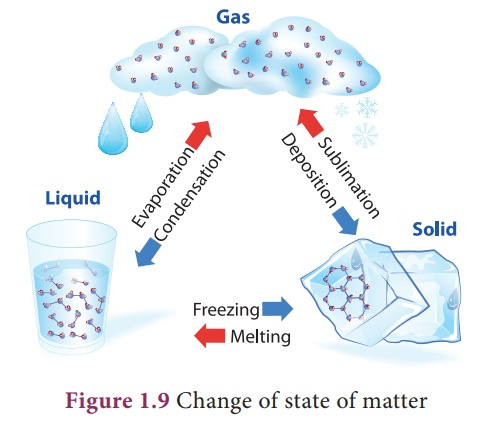 Gas
Evaporation
Condensation
Sublimation
Deposition
Liquid
Solid
Freezing
Melting
Figure 1.9 Change of state of matter